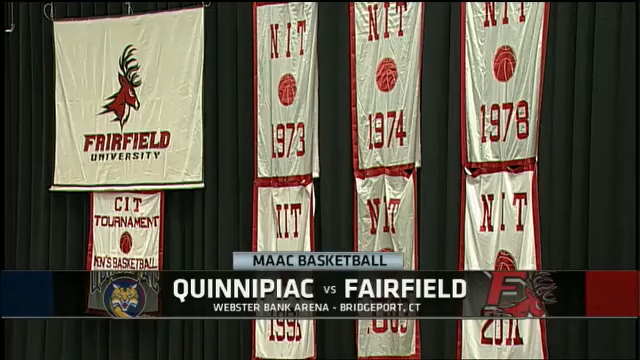 FAIRFIELD
UNIVERSITY
CIT
TOURNAMENT
MEN'S BASKETBALL
NIT
1973
NIT
1974
NIT
1978
NIT
NIT
NIT
2011
MAAC BASKETBALL
QUINNIPIAC VS FAIRFIELD
WEBSTER BANK ARENA - BRIDGEPORT, CT